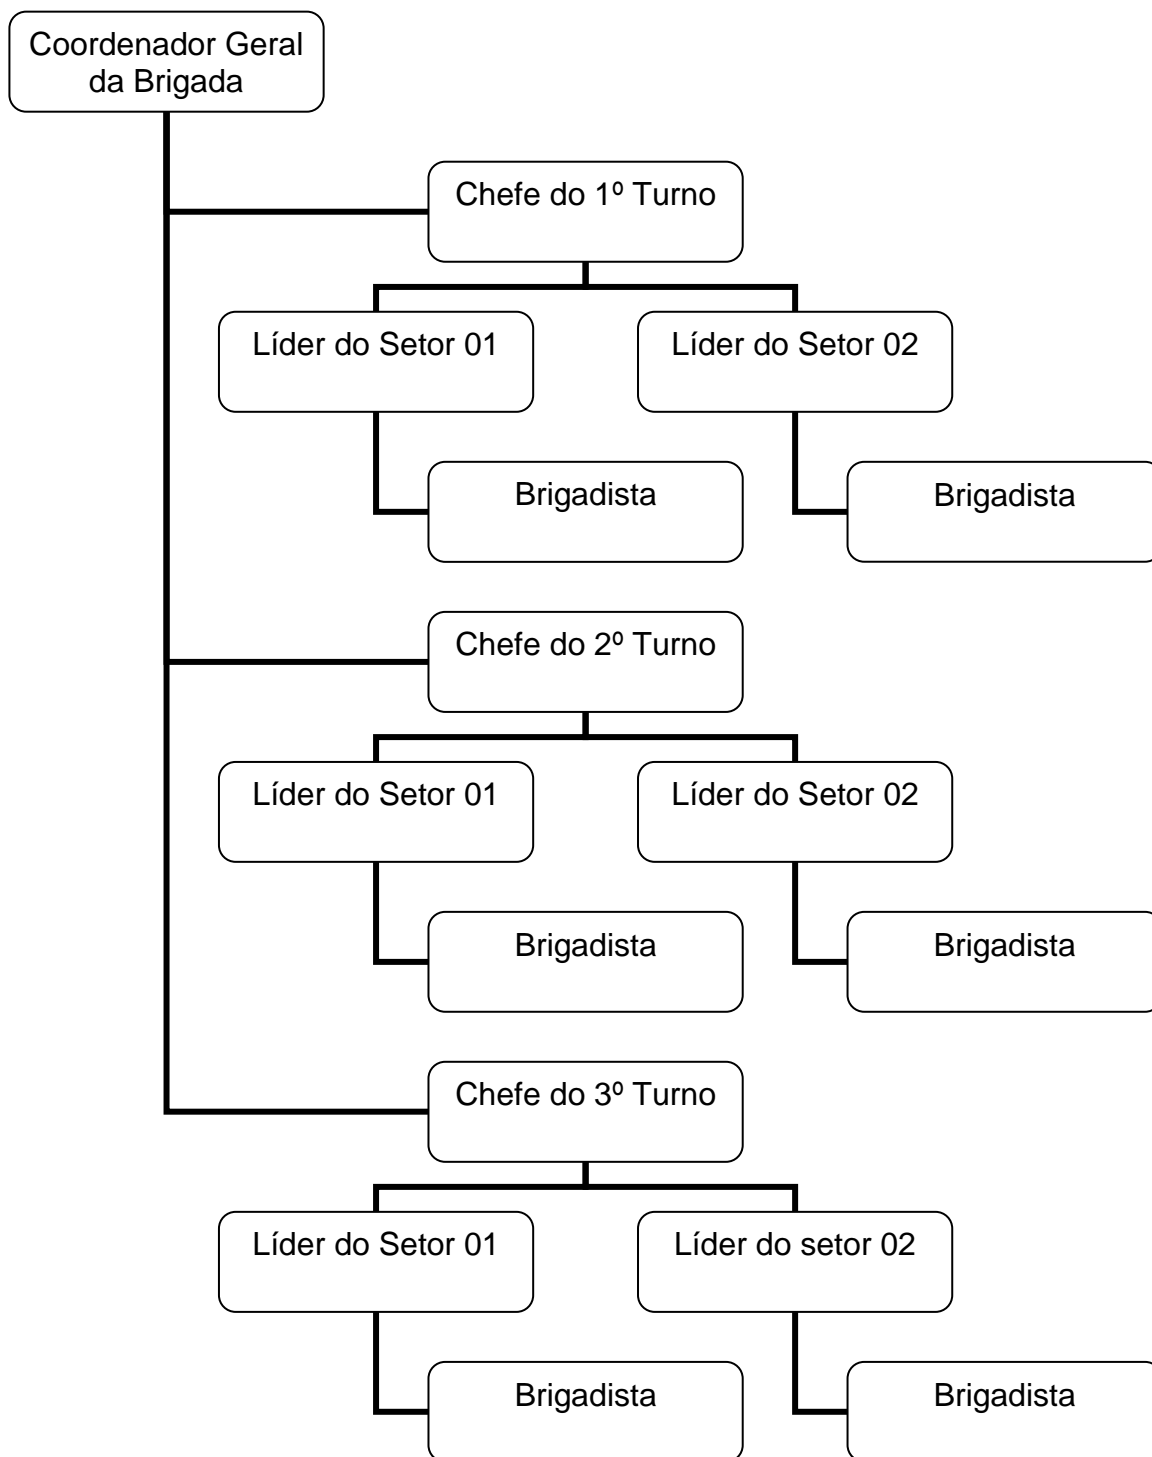 Coordenador Geral
da Brigada
Chefe do 1º Turno
Líder do Setor 01
Líder do Setor 02
Brigadista
Brigadista
Chefe do 2º Turno
Líder do Setor 01
Líder do Setor 02
Brigadista
Brigadista
Chefe do 3º Turno
Líder do Setor 01
Líder do setor 02
Brigadista
Brigadista